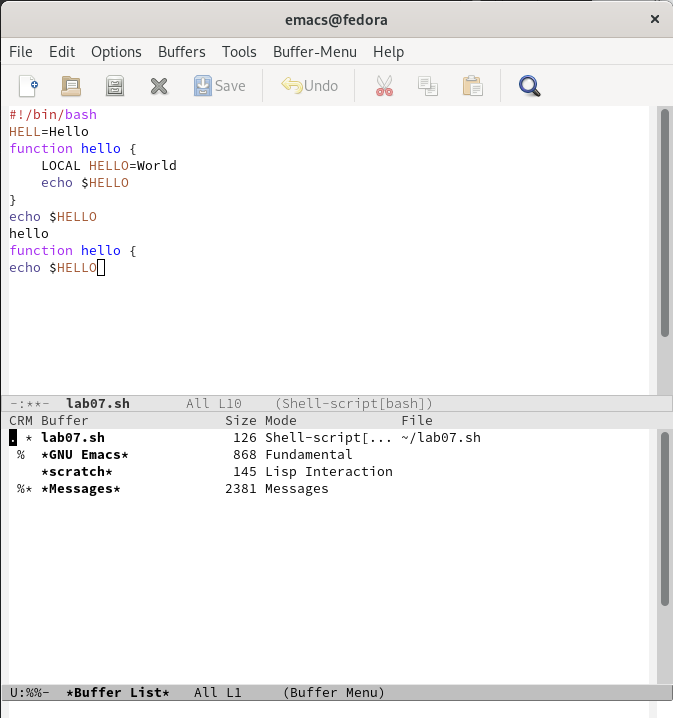 emacs@fedora ×
File Edit Options Buffers Tools Buffer-Menu Help
Save Undo
#!/bin/bash
HELL=Hello
function hello {
    LOCAL HELLO=World
    echo $HELLO
}
echo $HELLO
hello
function hello {
echo $HELLO
-:**-  lab07.sh       All L10    (Shell-script[bash])
CRM Buffer                 Size Mode             File
. * lab07.sh                126 Shell-script[... ~/lab07.sh
 %  *GNU Emacs*             868 Fundamental
    *scratch*               145 Lisp Interaction
 %* *Messages*             2381 Messages
U:%%-  *Buffer List*   All L1     (Buffer Menu)